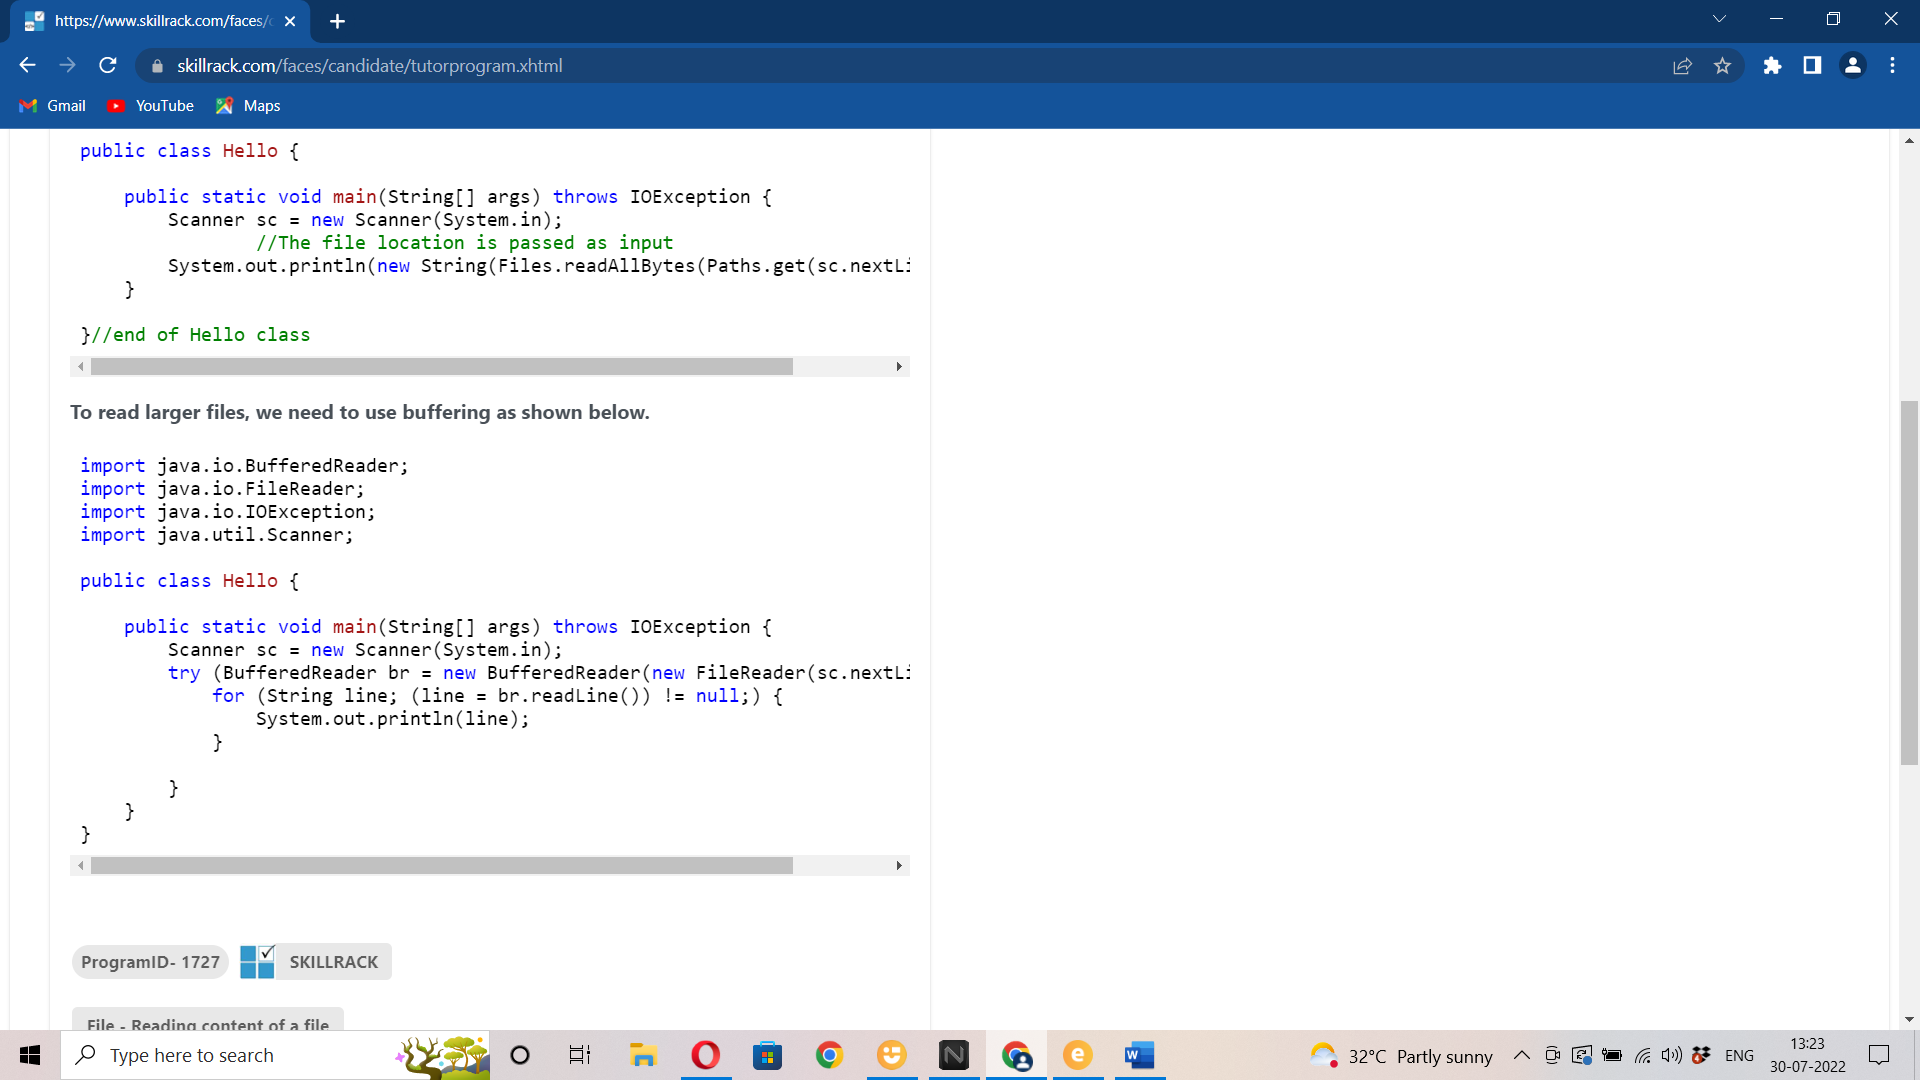 https://www.skillrack.com/faces/
skillrack.com/faces/candidate/tutorprogram.xhtml
Gmail YouTube Maps
public class Hello {
public static void main(String[] args) throws IOException {
Scanner sc = new Scanner(System.in);
//The file location is passed as input
System.out.println(new String(Files.readAllBytes(Paths.get(sc.nextLi
}
}//end of Hello class
To read larger files, we need to use buffering as shown below.
import java.io.BufferedReader;
import java.io.FileReader;
import java.io.IOException;
import java.util.Scanner;
public class Hello {
public static void main(String[] args) throws IOException {
Scanner sc = new Scanner(System.in);
try (BufferedReader br = new BufferedReader(new FileReader(sc.nextLi
for (String line; (line = br.readLine()) != null;) {
System.out.println(line);
}
}
}
}
ProgramID- 1727 SKILLRACK
File - Reading content of a file
Type here to search
32°C Partly sunny
ENG
13:23
30-07-2022